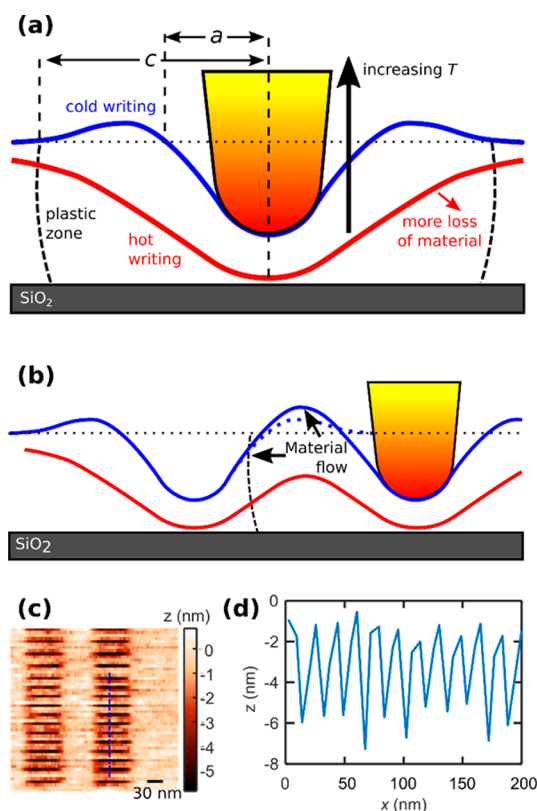 (a)
a
c
increasing T
cold writing
plastic
zone
hot
writing
more loss
of material
SiO2
(b)
Material
flow
SiO2
(c)
z (nm)
0
-1
-2
-3
-4
-5
30 nm
(d)
z (nm)
0
-2
-4
-6
-8
0
50
100
150
200
x (nm)